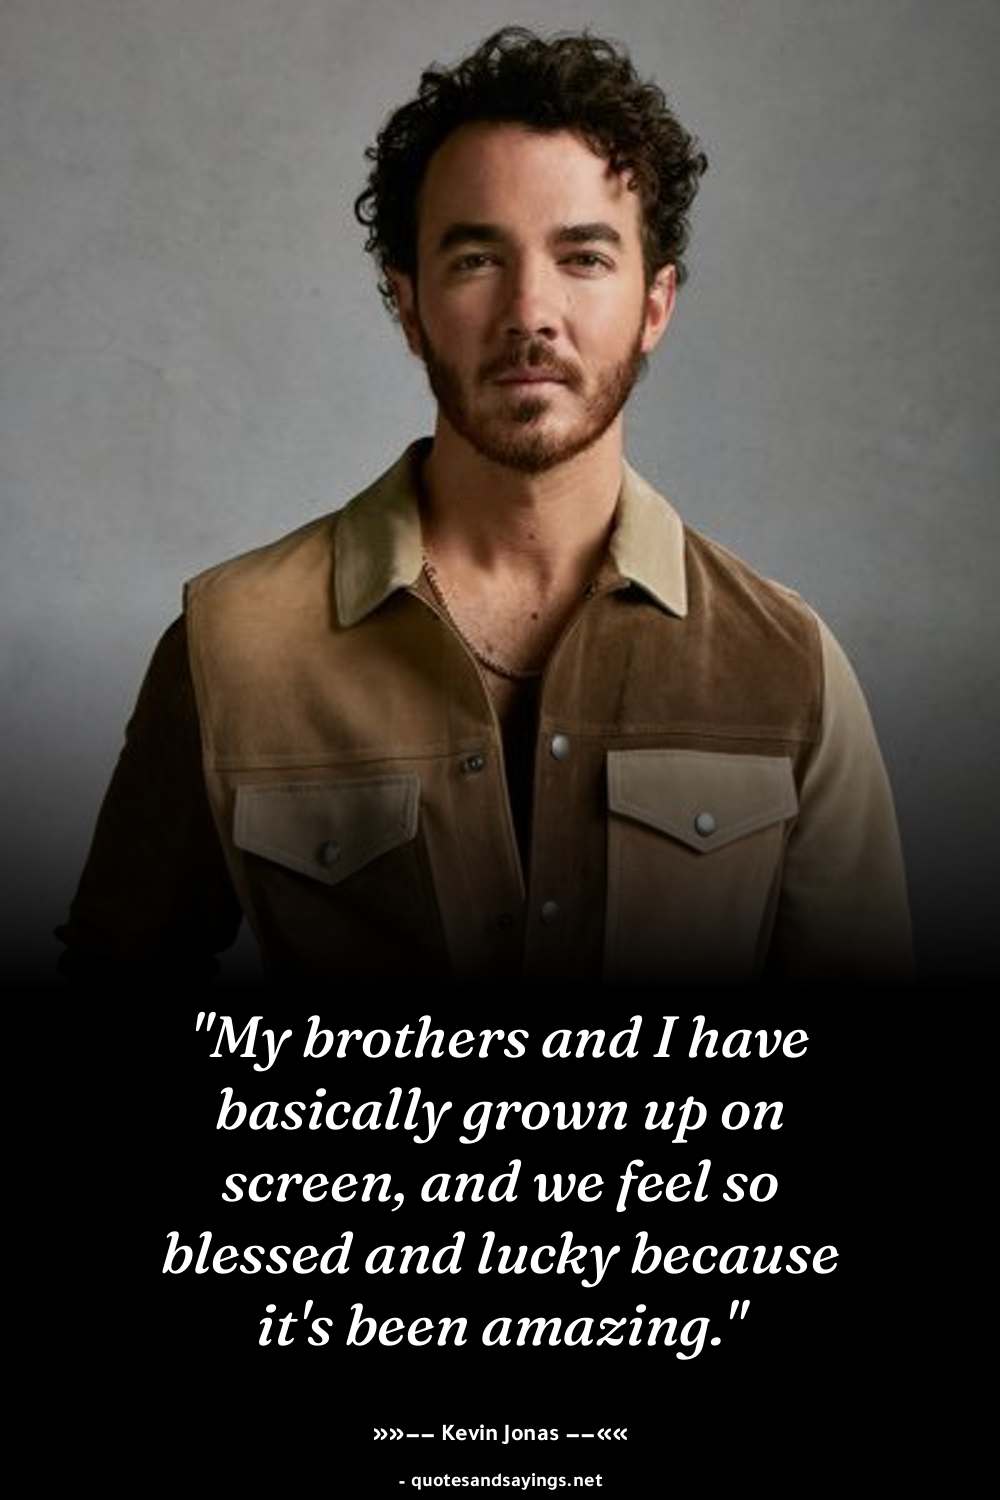 "My brothers and I have
basically grown up on
screen, and we feel so
blessed and lucky because
it's been amazing."
»»–– Kevin Jonas ––««
- quotesandsayings.net